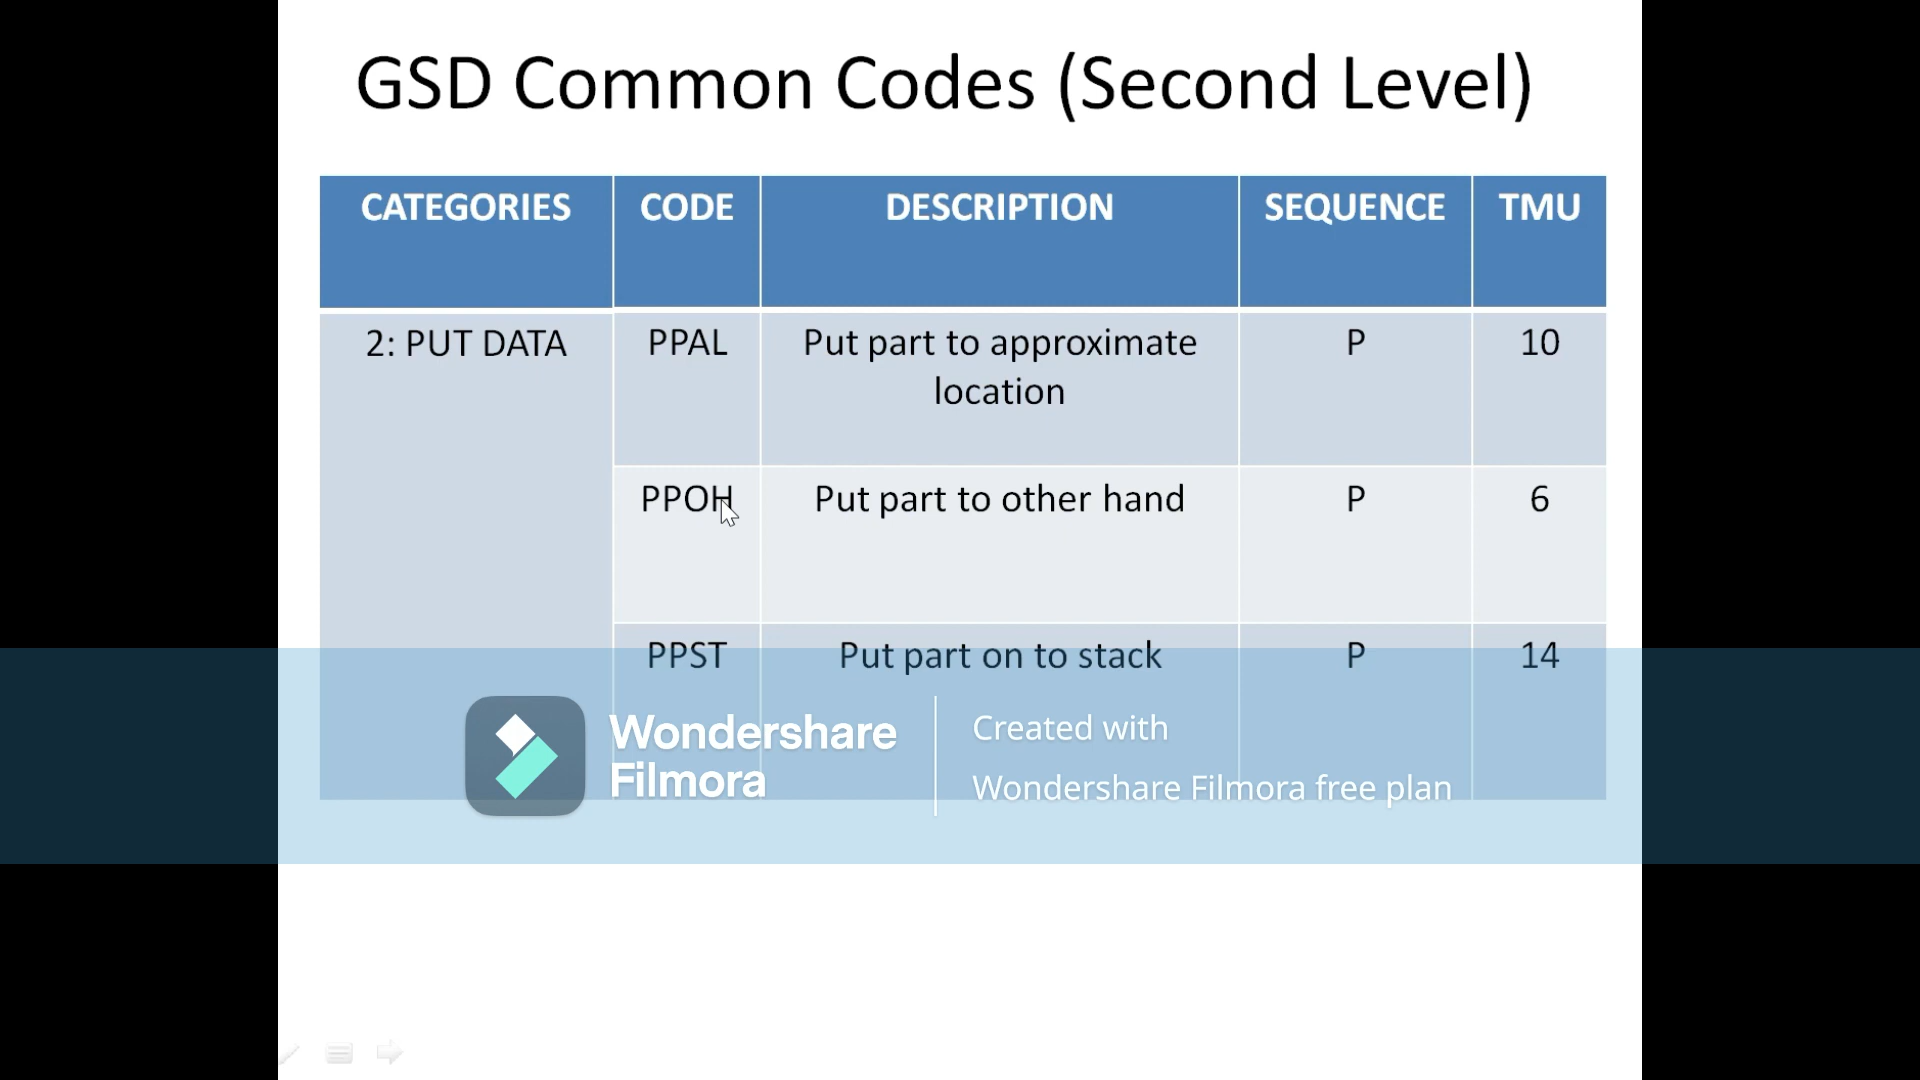 GSD Common Codes (Second Level)
CATEGORIES CODE DESCRIPTION SEQUENCE TMU
2: PUT DATA PPAL Put part to approximate P 10
location
PPOH Put part to other hand P 6
PPST Put part on to stack P 14
Wondershare
Filmora
Created with
Wondershare Filmora free plan